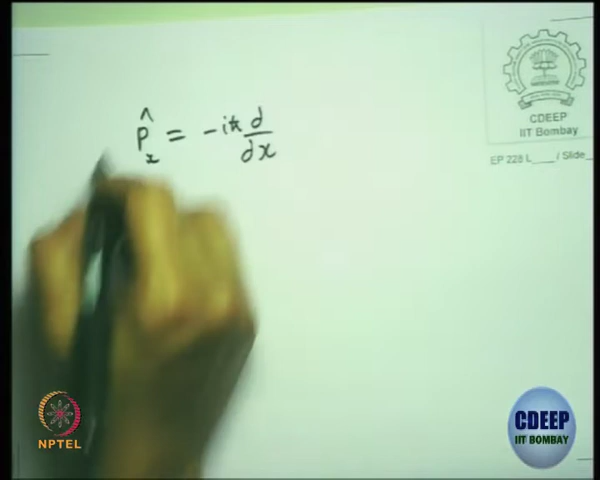 p̂ₓ = -iħ d/dx
CDEEP
IIT Bombay
EP 228 L____ / Slide_
NPTEL
CDEEP
IIT BOMBAY